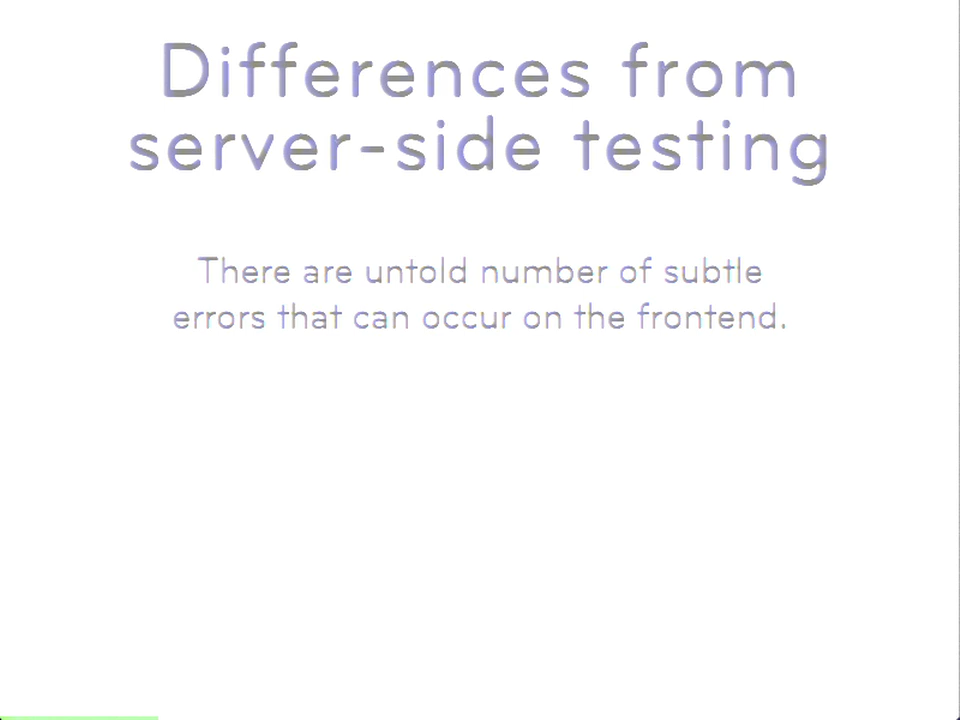 Differences from
server-side testing
There are untold number of subtle
errors that can occur on the frontend.